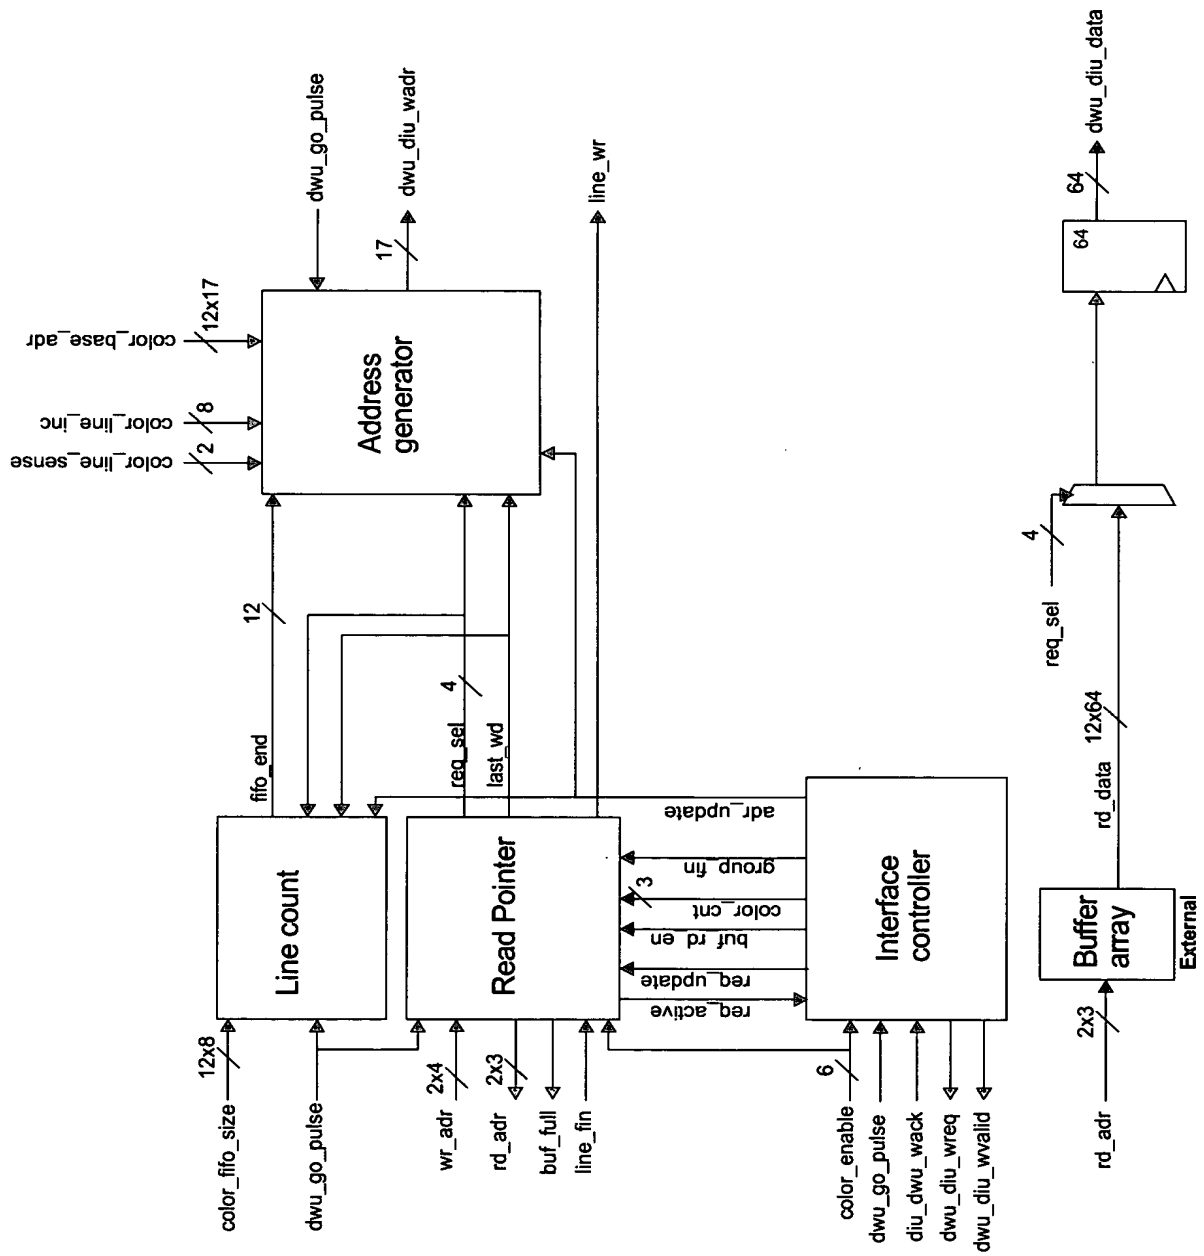 color_fifo_size
12x8
dwu_go_pulse
Line count
fifo_end
12
color_line_sense
2
color_line_inc
8
color_base_adr
12x17
Address
generator
dwu_go_pulse
17
dwu_diu_wadr
wr_adr
2x4
rd_adr
2x3
buf_full
line_fin
Read Pointer
req_sel
4
last_wd
line_wr
req_active
req_update
buf_rd_en
color_cnt
3
group_fin
adr_update
color_enable
6
dwu_go_pulse
diu_dwu_wack
dwu_diu_wreq
dwu_diu_wvalid
Interface
controller
rd_adr
2x3
Buffer
array
External
rd_data
12x64
req_sel
4
64
64
dwu_diu_data